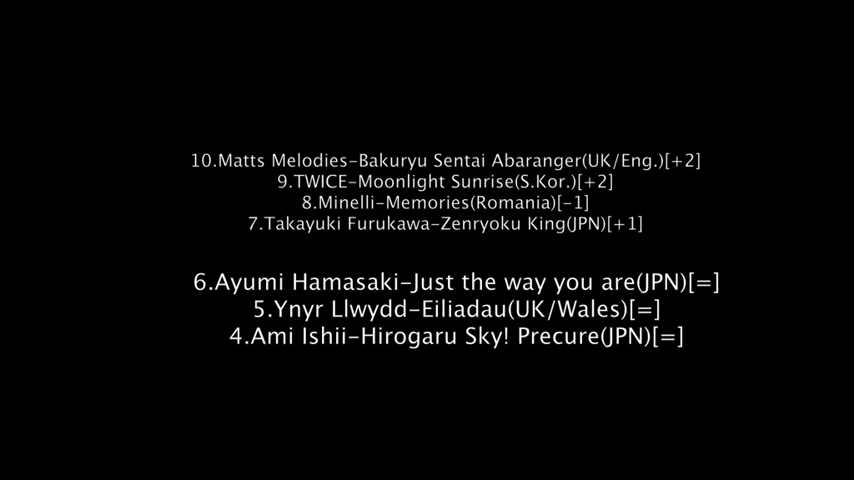 10.Matts Melodies-Bakuryu Sentai Abaranger(UK/Eng.)[+2]
9.TWICE-Moonlight Sunrise(S.Kor.)[+2]
8.Minelli-Memories(Romania)[-1]
7.Takayuki Furukawa-Zenryoku King(JPN)[+1]
6.Ayumi Hamasaki-Just the way you are(JPN)[=]
5.Ynyr Llwydd-Eiliadau(UK/Wales)[=]
4.Ami Ishii-Hirogaru Sky! Precure(JPN)[=]